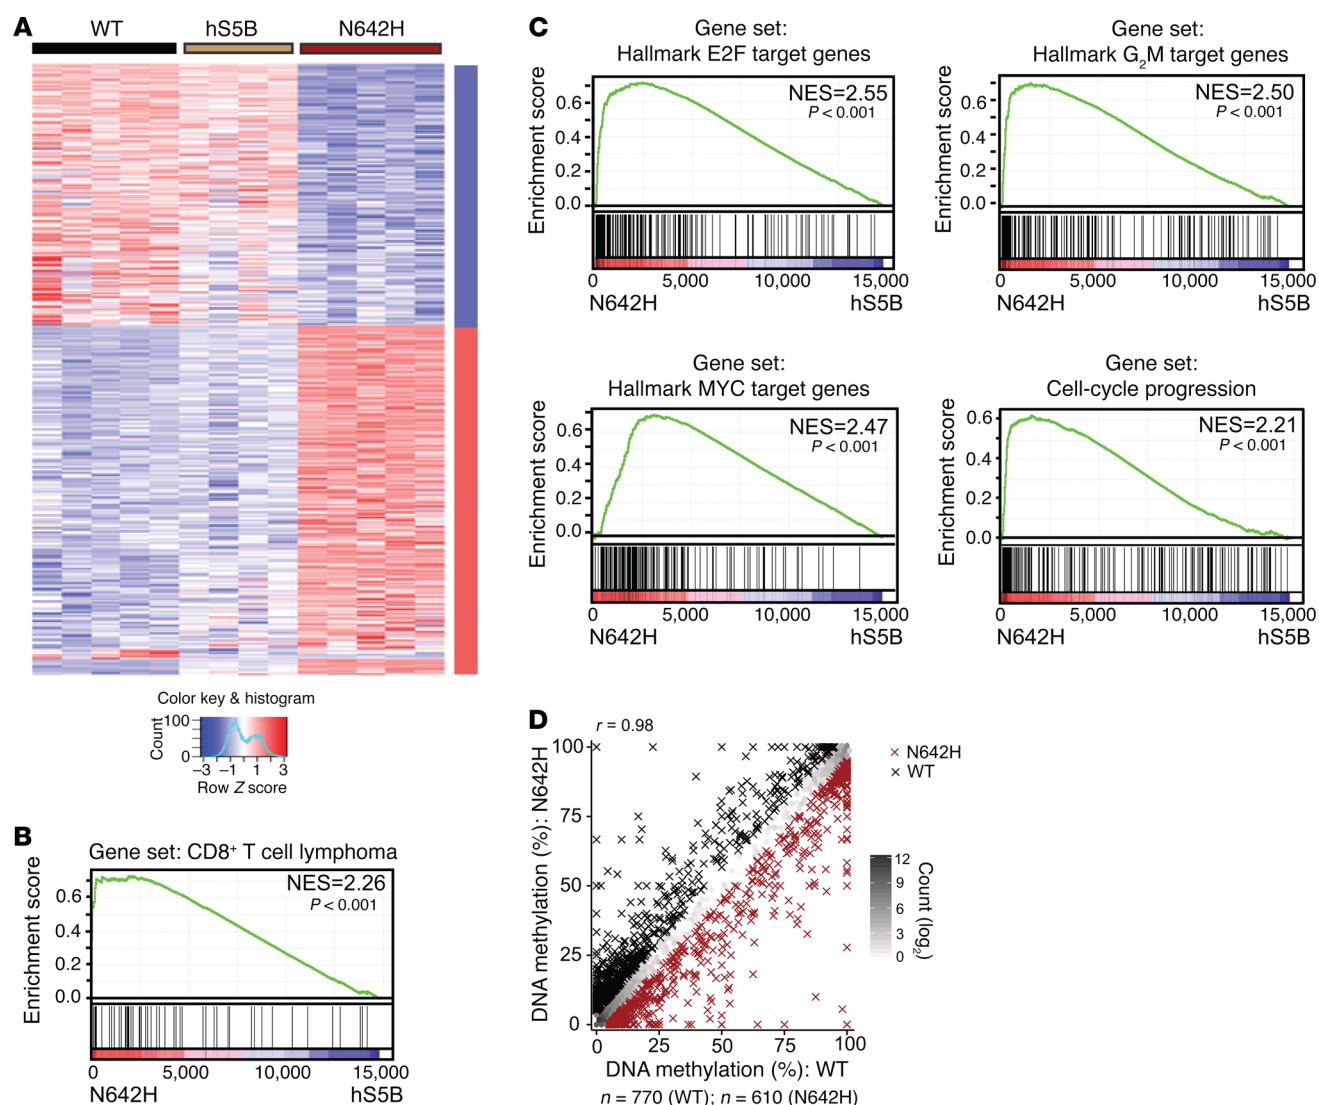 A
WT hS5B N642H
Color key & histogram
Count
100
0
−3 −1 1 3
Row Z score
B
Gene set: CD8+ T cell lymphoma
Enrichment score
NES=2.26
P < 0.001
0.6
0.4
0.2
0.0
0 5,000 10,000 15,000
N642H hS5B
C
Gene set:
Hallmark E2F target genes
Enrichment score
NES=2.55
P < 0.001
0.6
0.4
0.2
0.0
0 5,000 10,000 15,000
N642H hS5B
Gene set:
Hallmark G2M target genes
Enrichment score
NES=2.50
P < 0.001
0.6
0.4
0.2
0.0
0 5,000 10,000 15,000
N642H hS5B
Gene set:
Hallmark MYC target genes
Enrichment score
NES=2.47
P < 0.001
0.6
0.4
0.2
0.0
0 5,000 10,000 15,000
N642H hS5B
Gene set:
Cell-cycle progression
Enrichment score
NES=2.21
P < 0.001
0.6
0.4
0.2
0.0
0 5,000 10,000 15,000
N642H hS5B
D
r = 0.98
DNA methylation (%): N642H
100
75
50
25
0
0 25 50 75 100
DNA methylation (%): WT
n = 770 (WT); n = 610 (N642H)
× N642H
× WT
12
9
6
3
0
Count (log2)